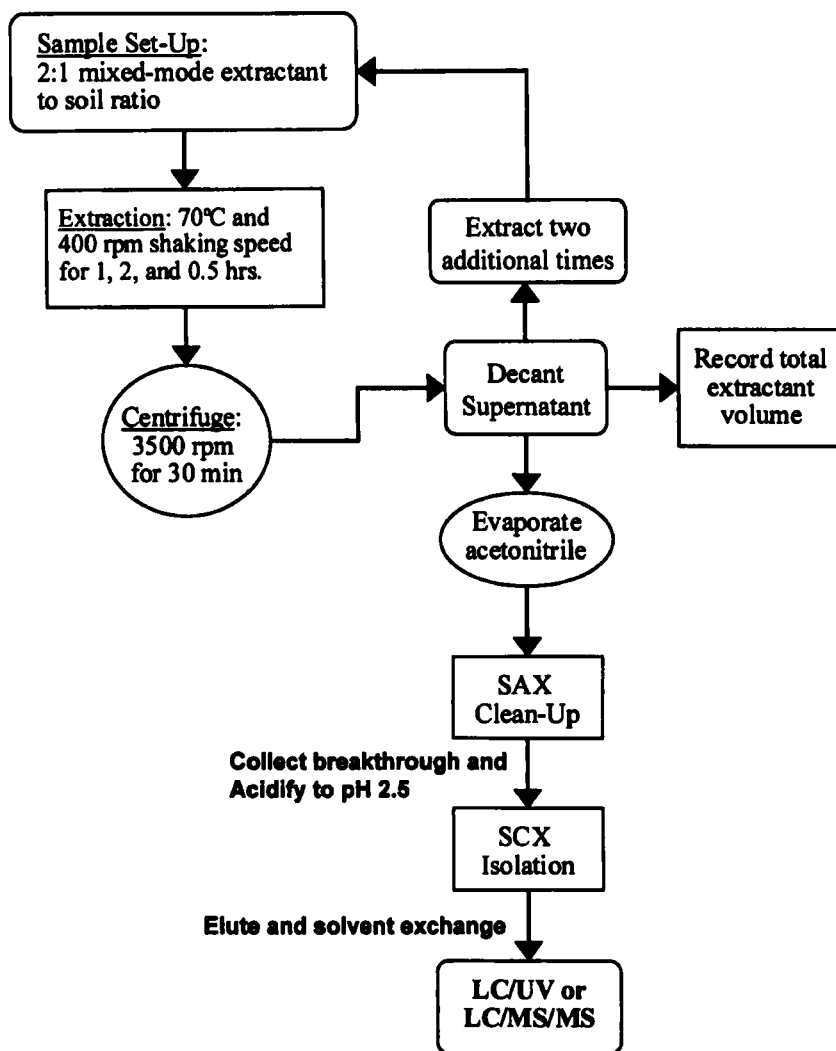 Sample Set-Up:
2:1 mixed-mode extractant
to soil ratio
Extraction: 70°C and
400 rpm shaking speed
for 1, 2, and 0.5 hrs.
Centrifuge:
3500 rpm
for 30 min
Extract two
additional times
Decant
Supernatant
Record total
extractant
volume
Evaporate
acetonitrile
SAX
Clean-Up
Collect breakthrough and
Acidify to pH 2.5
SCX
Isolation
Elute and solvent exchange
LC/UV or
LC/MS/MS